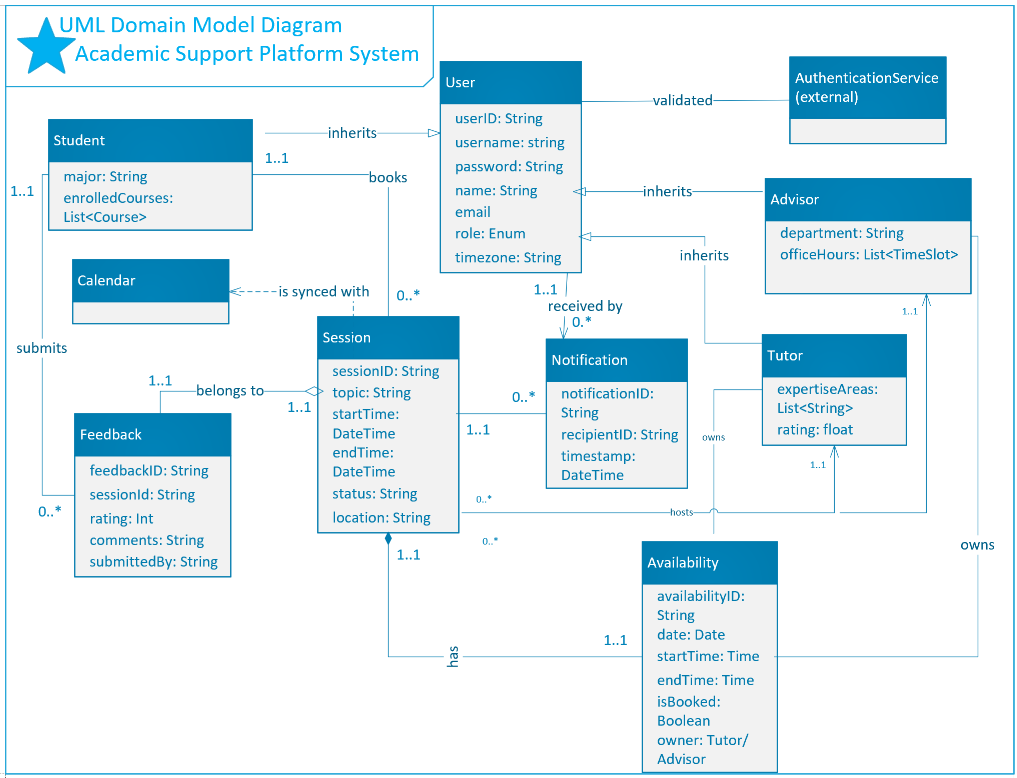 UML Domain Model Diagram
Academic Support Platform System
User
userID: String
username: string
password: String
name: String
email
role: Enum
timezone: String
AuthenticationService
(external)
validated
Student
major: String
enrolledCourses:
List<Course>
inherits
1..1
books
1..1
inherits
Advisor
department: String
officeHours: List<TimeSlot>
inherits
Calendar
is synced with
0..*
1..1
received by
0.*
1..1
Session
sessionID: String
topic: String
startTime:
DateTime
endTime:
DateTime
status: String
location: String
Notification
notificationID:
String
recipientID: String
timestamp:
DateTime
Tutor
expertiseAreas:
List<String>
rating: float
submits
1..1
belongs to
1..1
0..*
1..1
owns
1..1
Feedback
feedbackID: String
sessionId: String
rating: Int
comments: String
submittedBy: String
0..*
0..*
hosts
0..*
1..1
owns
Availability
availabilityID:
String
date: Date
startTime: Time
endTime: Time
isBooked:
Boolean
owner: Tutor/
Advisor
1..1
has